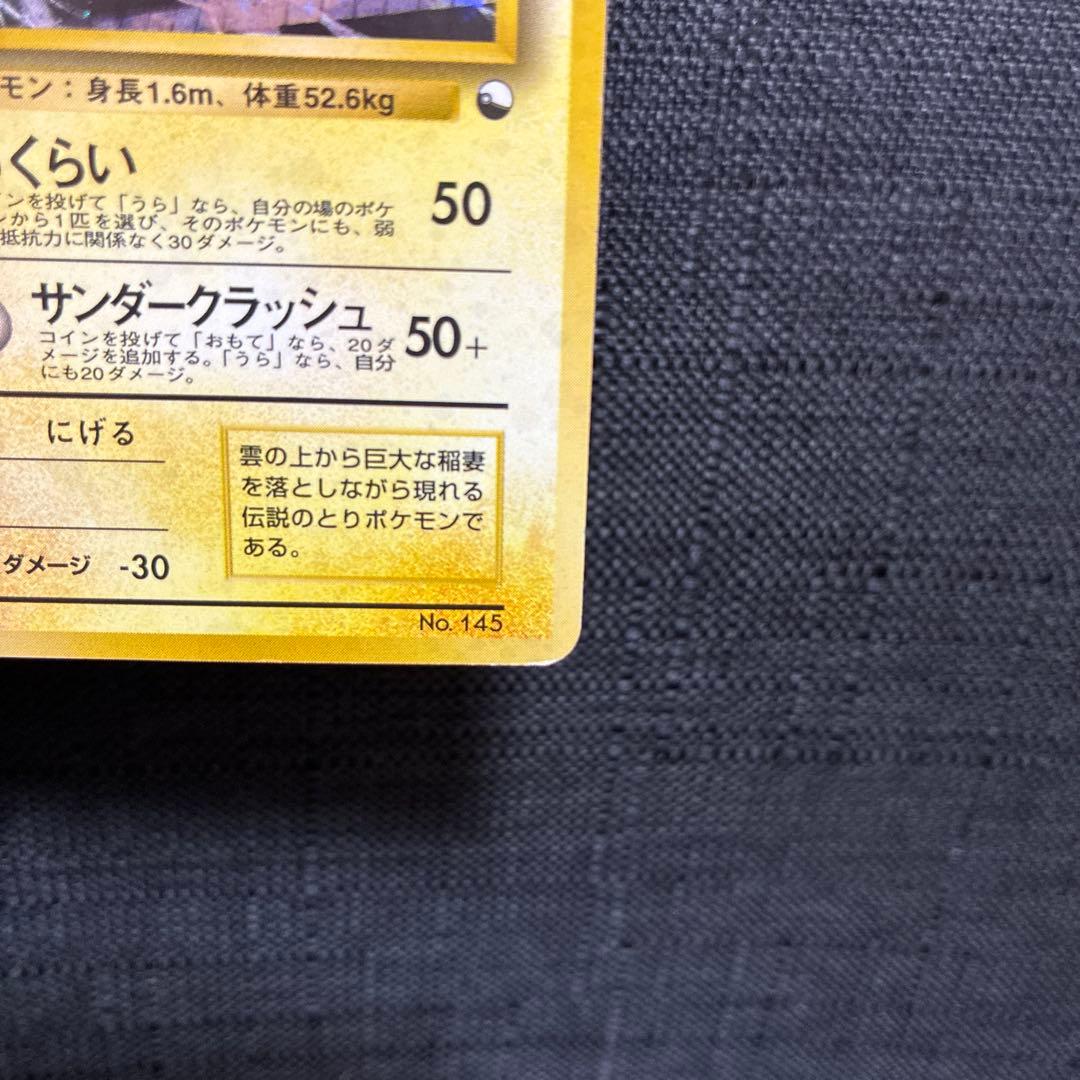 モン：身長1.6m、体重52.6kg
くらい
50
ンを投げて「うら」なら、自分の場のポケ
ンから1匹を選び、そのポケモンにも、弱
抵抗力に関係なく30ダメージ。
サンダークラッシュ
50+
コインを投げて「おもて」なら、20ダ
メージを追加する。「うら」なら、自分
にも20ダメージ。
にげる
雲の上から巨大な稲妻
を落としながら現れる
伝説のとりポケモンで
ある。
ダメージ -30
No. 145